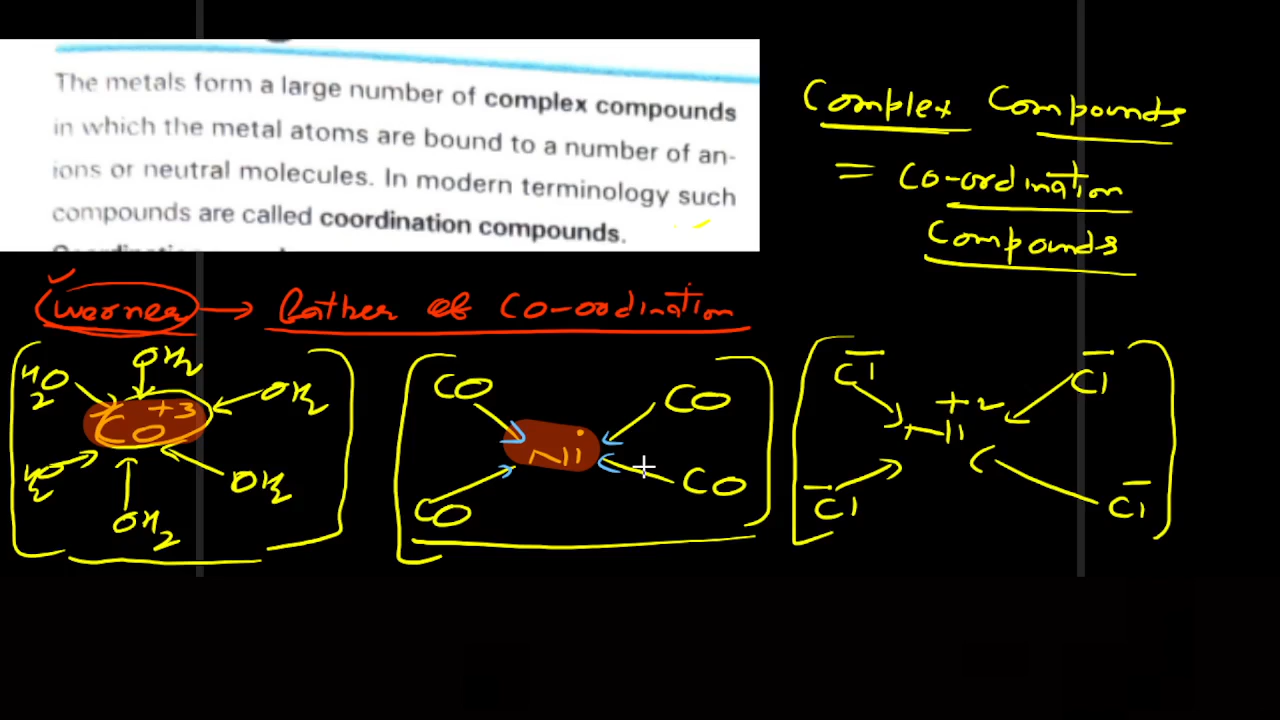 The metals form a large number of complex compounds
in which the metal atoms are bound to a number of an-
ions or neutral molecules. In modern terminology such
compounds are called coordination compounds.
Complex Compounds
= Co-ordination
Compounds
Werner → father of Co-ordination
H2O OH2 OH2
Co+3
H2O OH2 OH2
CO CO
Ni
CO CO
Cl⁻ Cl⁻
Ni+2
Cl⁻ Cl⁻